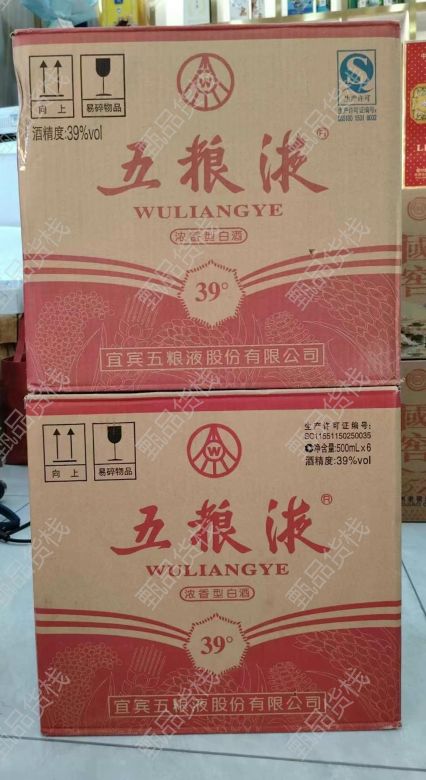 向上
易碎物品
酒精度:39%vol
生产许可
五粮液
WULIANGYE
浓香型白酒
39°
宜宾五粮液股份有限公司
向上
易碎物品
生产许可证编号:
SC11551150250035
净含量:500mL×6
酒精度:39%vol
五粮液®
WULIANGYE
浓香型白酒
39°
宜宾五粮液股份有限公司
國
窖
甄品货栈